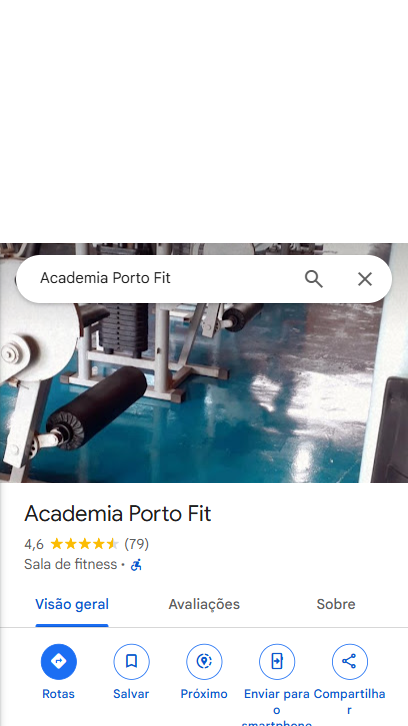 Academia Porto Fit
Academia Porto Fit
4,6 (79)
Sala de fitness ·
Visão geral Avaliações Sobre
Rotas Salvar Próximo Enviar para o smartphone Compartilhar